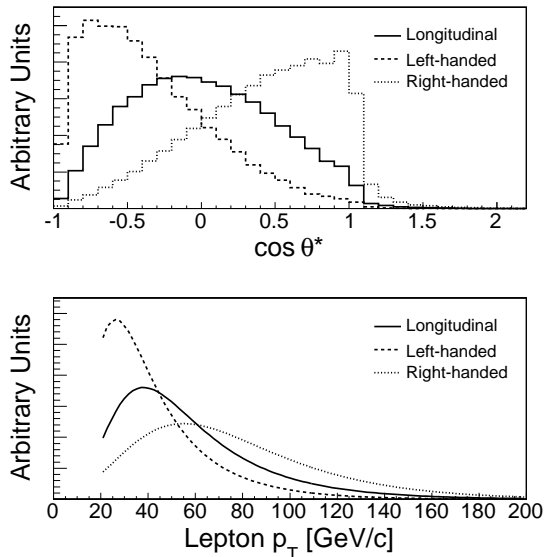 Arbitrary Units
Longitudinal
Left-handed
Right-handed
-1 -0.5 0 0.5 1 1.5 2
cos θ*
Arbitrary Units
Longitudinal
Left-handed
Right-handed
0 20 40 60 80 100 120 140 160 180 200
Lepton p_T [GeV/c]